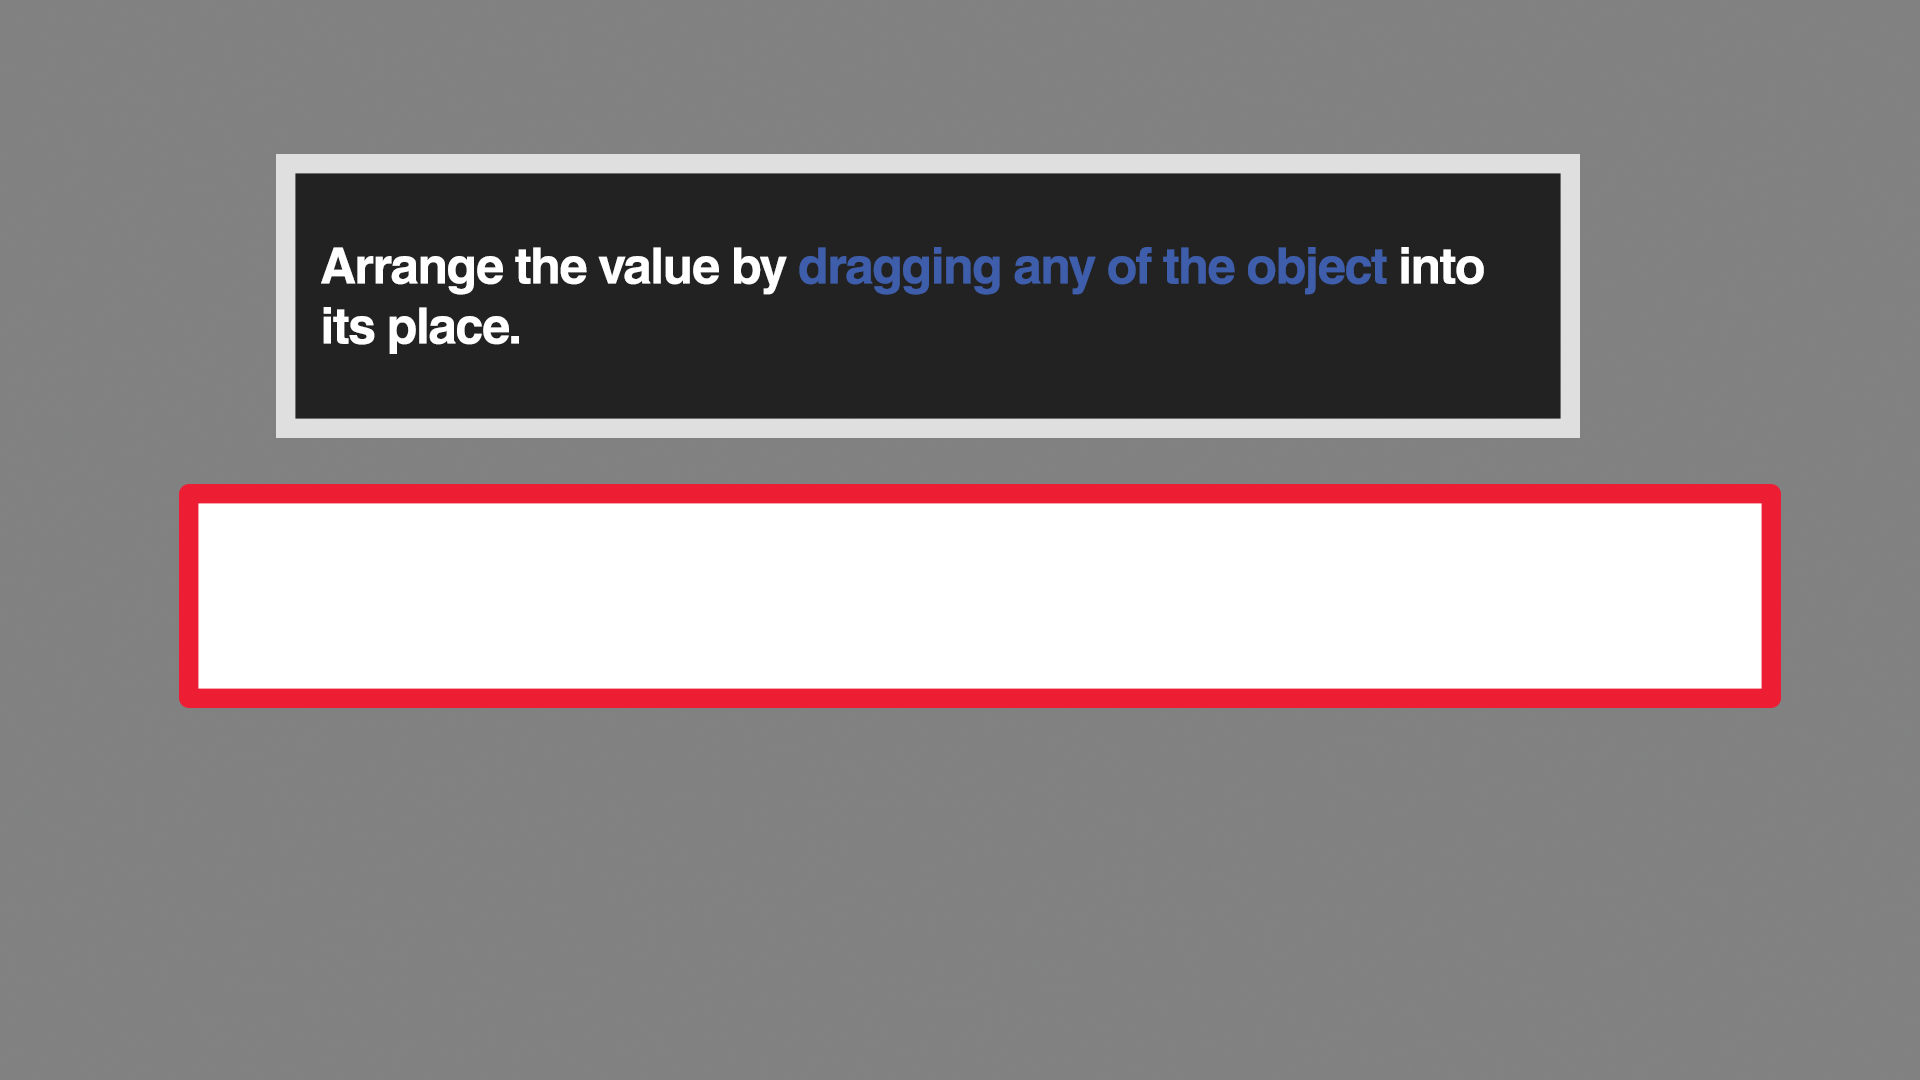 Arrange the value by dragging any of the object into
its place.